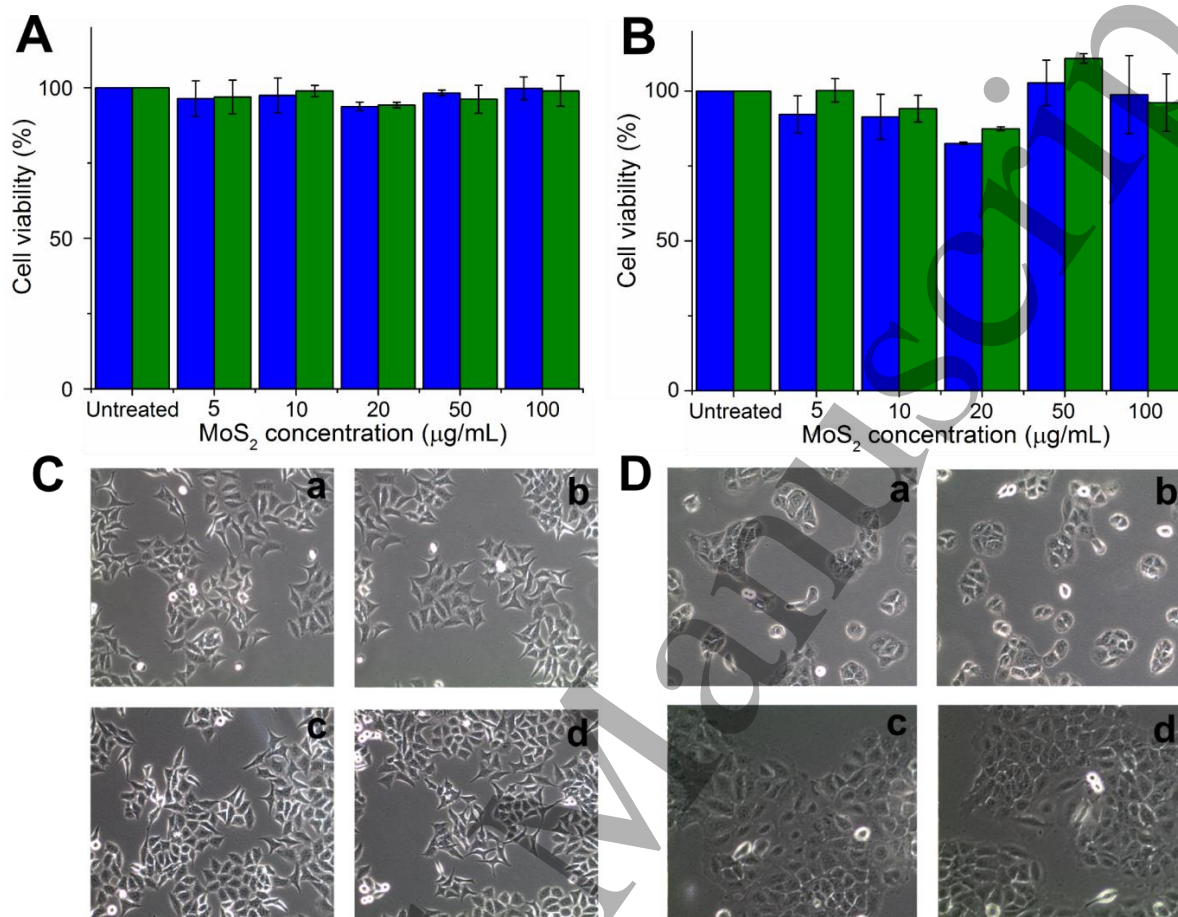 A
Cell viability (%)
100
50
0
Untreated 5 10 20 50 100
MoS₂ concentration (μg/mL)
B
Cell viability (%)
100
50
0
Untreated 5 10 20 50 100
MoS₂ concentration (μg/mL)
C
a
b
c
d
D
a
b
c
d
Manuscrip